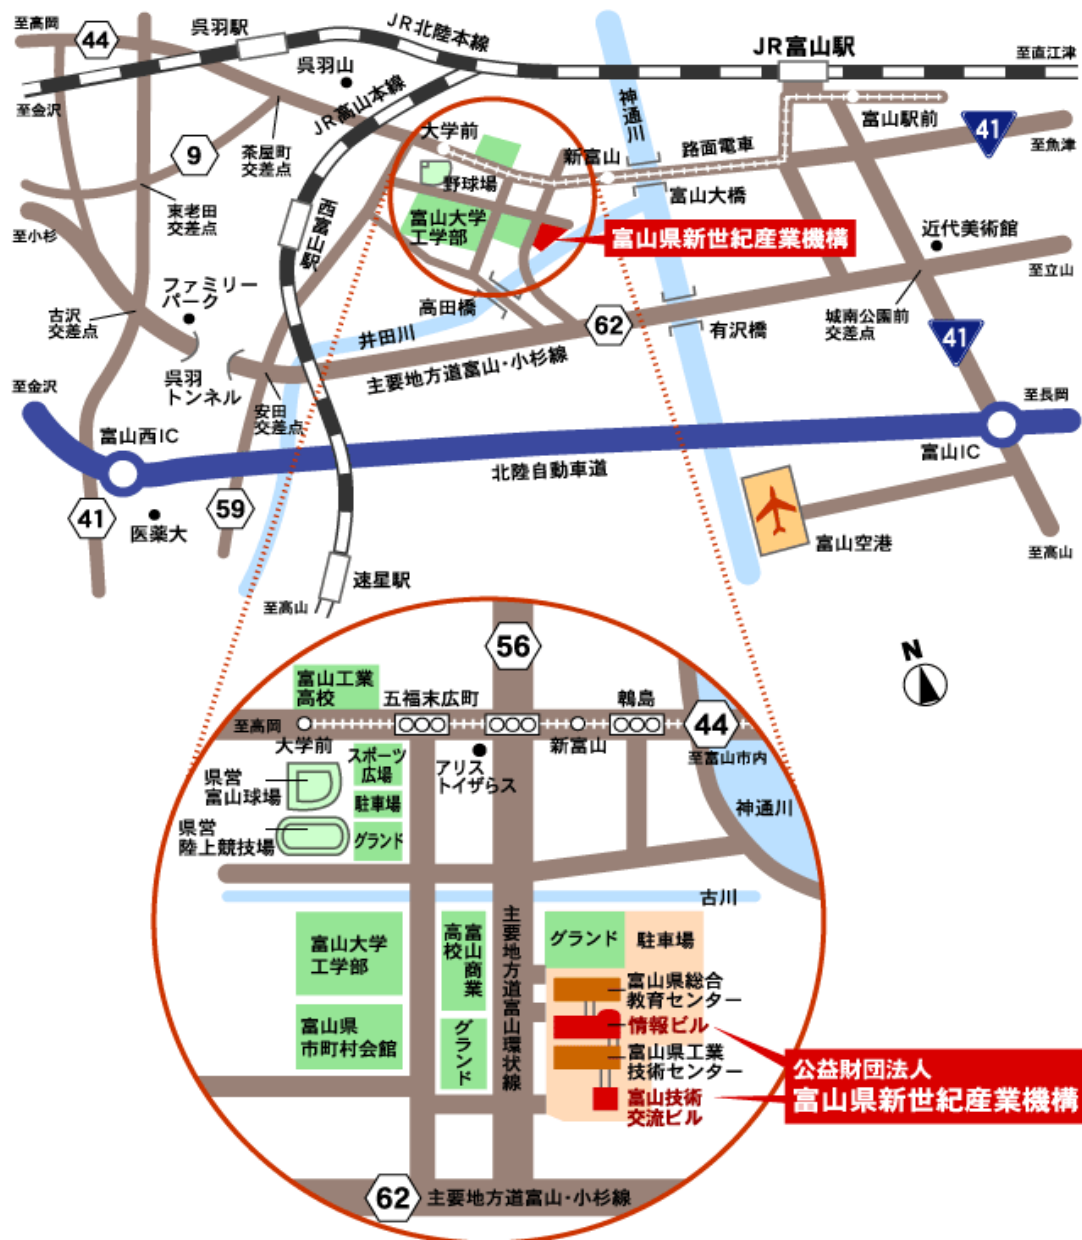 至高岡
44
呉羽駅
JR北陸本線
JR富山駅
至直江津
呉羽山
至金沢
JR高山本線
神通川
大学前
富山駅前
41
至魚津
9
茶屋町
交差点
新富山
路面電車
野球場
富山大橋
東老田
交差点
西富山駅
富山大学
工学部
富山県新世紀産業機構
近代美術館
至小杉
至立山
ファミリー
パーク
古沢
交差点
高田橋
62
有沢橋
城南公園前
交差点
井田川
41
主要地方道富山・小杉線
呉羽
トンネル
至金沢
安田
交差点
至長岡
富山西IC
富山IC
北陸自動車道
41
医薬大
59
富山空港
至高山
速星駅
至高山
N
56
富山工業
高校
五福末広町
鵯島
至高岡
44
大学前
新富山
至富山市内
スポーツ
広場
アリス
トイザらス
県営
富山球場
駐車場
神通川
県営
陸上競技場
グランド
古川
主要地方道富山環状線
富山商業
高校
グランド
駐車場
富山大学
工学部
富山県総合
教育センター
情報ビル
富山県
市町村会館
グランド
富山県工業
技術センター
公益財団法人
富山県新世紀産業機構
富山技術
交流ビル
62
主要地方道富山・小杉線